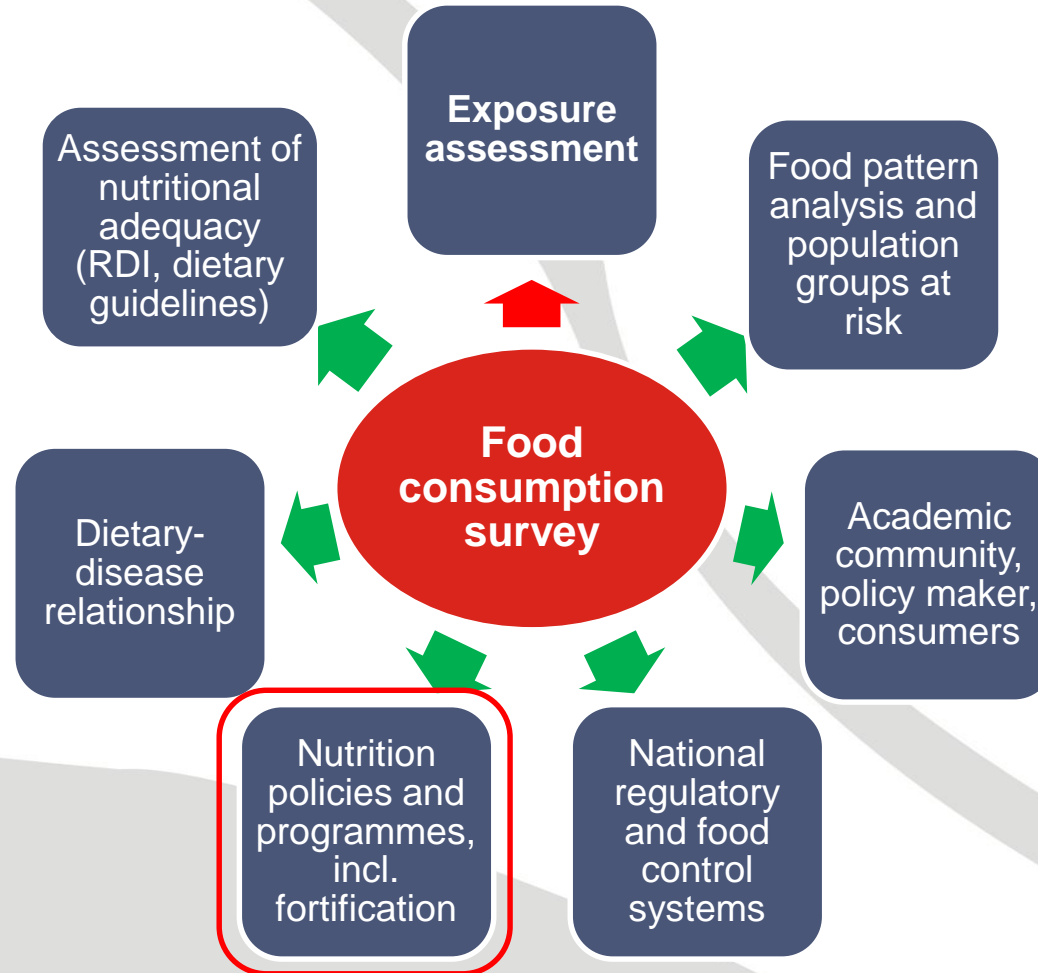 Exposure
assessment
Assessment of
nutritional
adequacy
(RDI, dietary
guidelines)
Food pattern
analysis and
population
groups at
risk
Food
consumption
survey
Dietary-
disease
relationship
Academic
community,
policy maker,
consumers
Nutrition
policies and
programmes,
incl.
fortification
National
regulatory
and food
control
systems